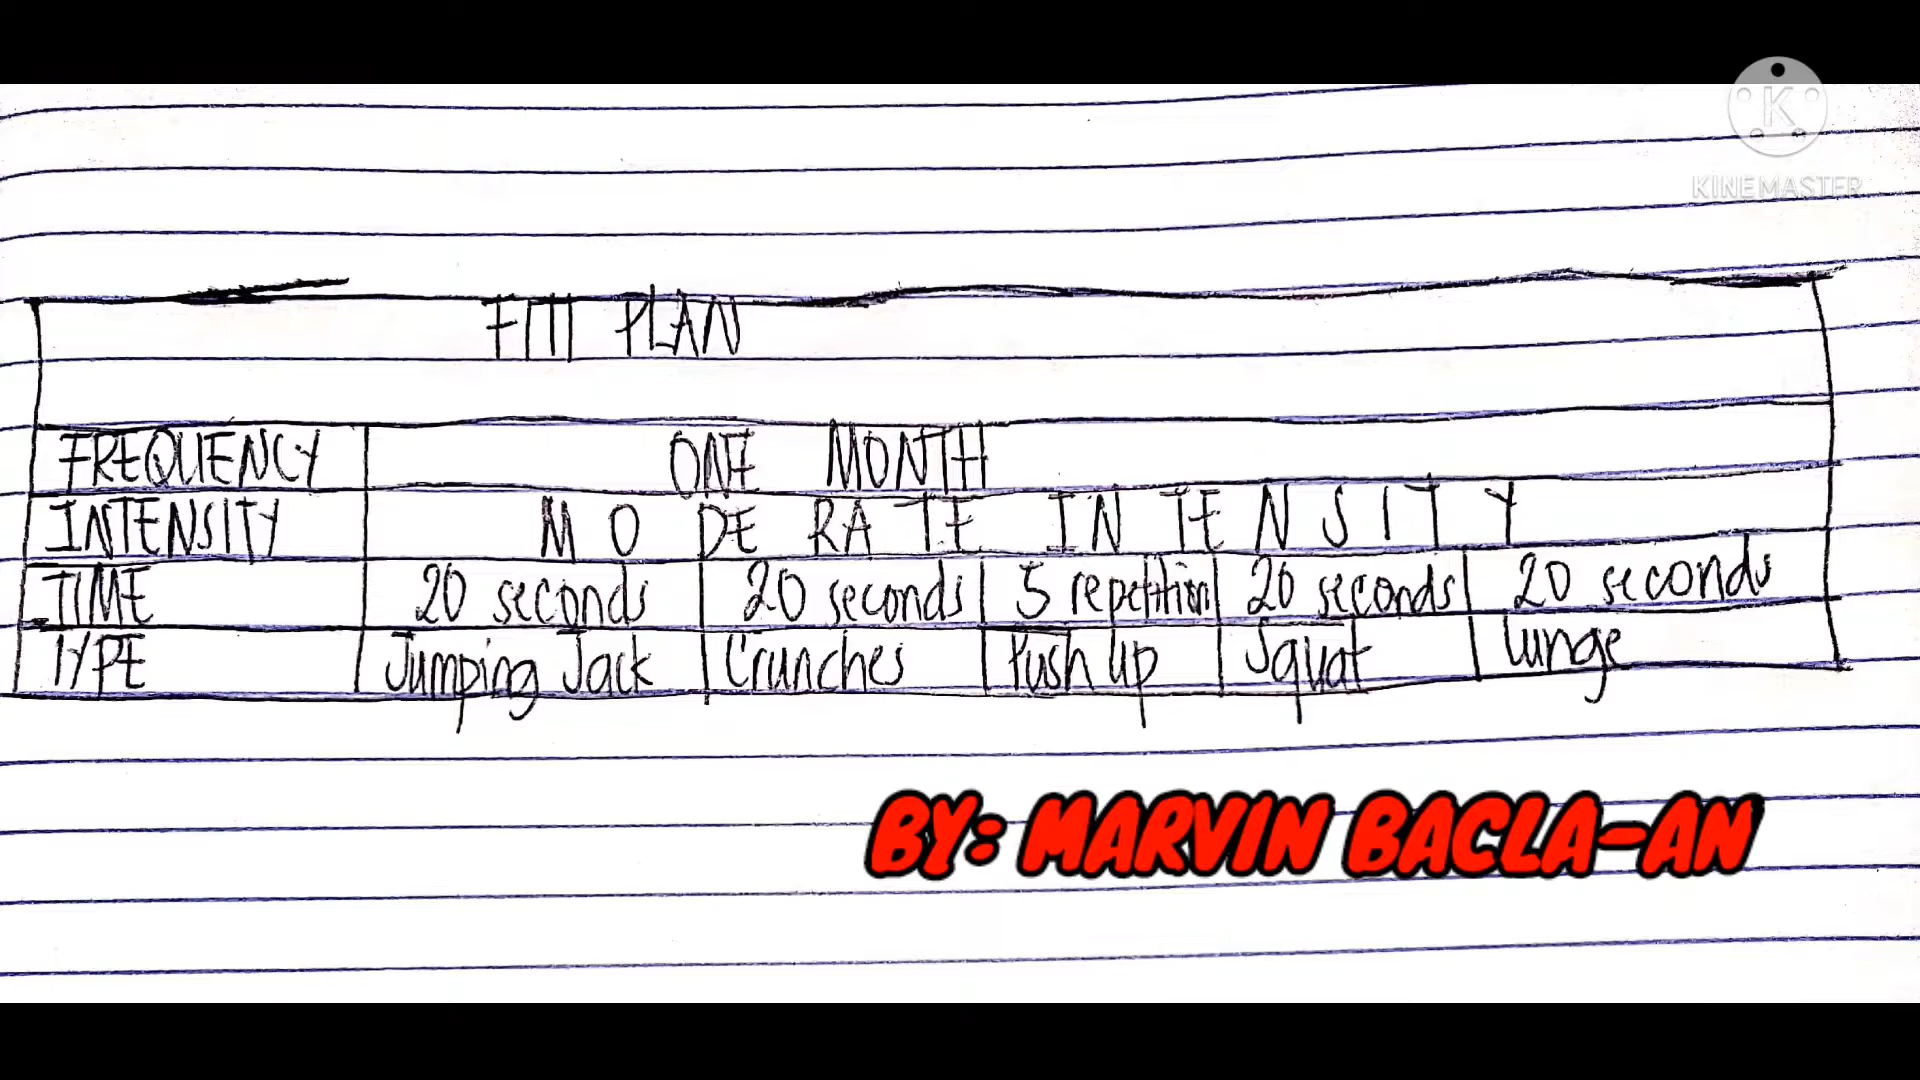 KINEMASTER
FITT PLAN
FREQUENCY ONE MONTH
INTENSITY MODERATE INTENSITY
TIME 20 seconds 20 seconds 5 repetition 20 seconds 20 seconds
TYPE Jumping Jack Crunches Push up Squat lunge
BY: MARVIN BACLA-AN